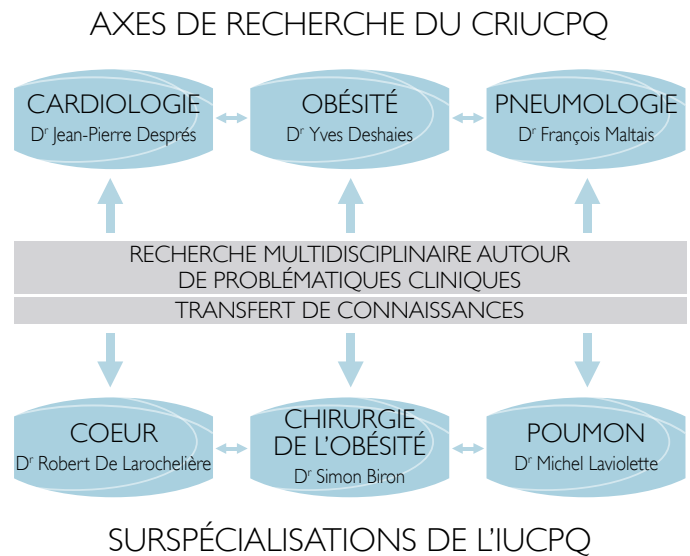 AXES DE RECHERCHE DU CRIUCPQ
CARDIOLOGIE
Dr Jean-Pierre Després
OBÉSITÉ
Dr Yves Deshaies
PNEUMOLOGIE
Dr François Maltais
RECHERCHE MULTIDISCIPLINAIRE AUTOUR
DE PROBLÉMATIQUES CLINIQUES
TRANSFERT DE CONNAISSANCES
COEUR
Dr Robert De Larochelière
CHIRURGIE
DE L'OBÉSITÉ
Dr Simon Biron
POUMON
Dr Michel Laviolette
SURSPÉCIALISATIONS DE L'IUCPQ